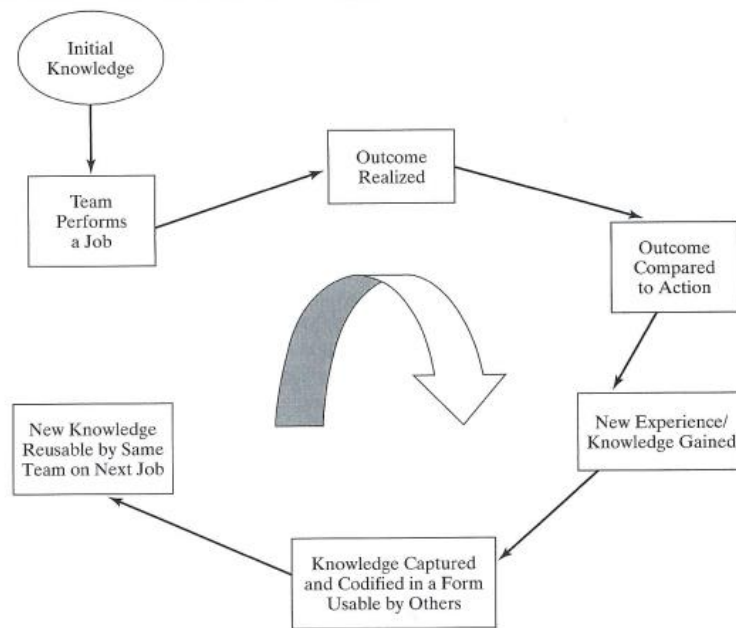 Initial
Knowledge
Team
Performs
a Job
Outcome
Realized
Outcome
Compared
to Action
New Experience/
Knowledge Gained
Knowledge Captured
and Codified in a Form
Usable by Others
New Knowledge
Reusable by Same
Team on Next Job